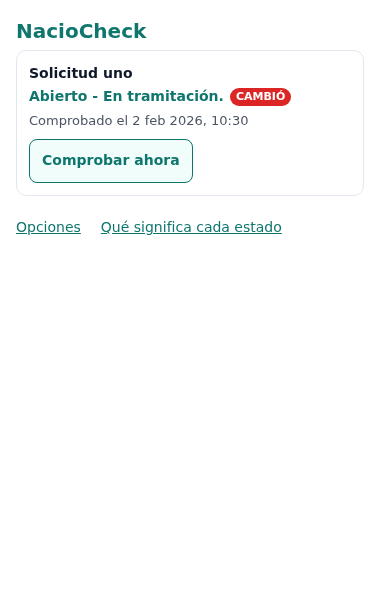 NacioCheck
Solicitud uno
Abierto - En tramitación. CAMBIÓ
Comprobado el 2 feb 2026, 10:30
Comprobar ahora
Opciones Qué significa cada estado